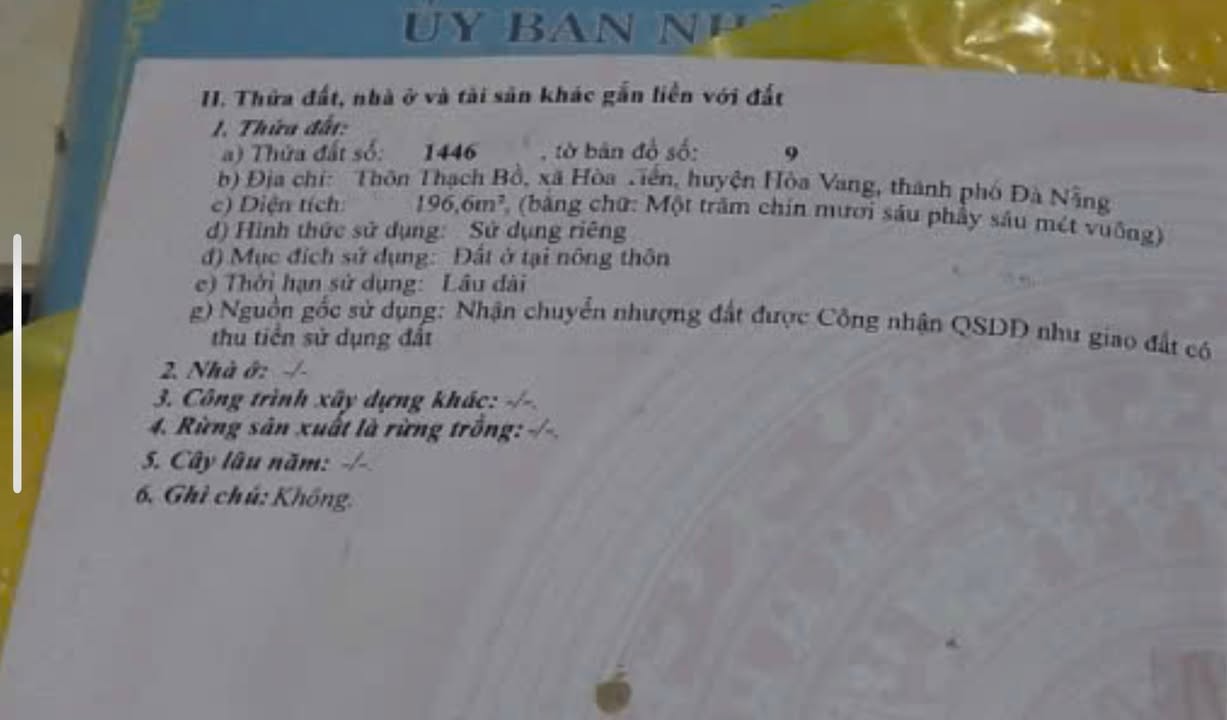 ỦY BAN NH
II. Thửa đất, nhà ở và tài sản khác gắn liền với đất
1. Thửa đất:
a) Thửa đất số: 1446 , tờ bản đồ số: 9
b) Địa chỉ: Thôn Thạch Bồ, xã Hòa Tiến, huyện Hòa Vang, thành phố Đà Nẵng
c) Diện tích: 196,6m², (bằng chữ: Một trăm chín mươi sáu phẩy sáu mét vuông)
d) Hình thức sử dụng: Sử dụng riêng
đ) Mục đích sử dụng: Đất ở tại nông thôn
e) Thời hạn sử dụng: Lâu dài
g) Nguồn gốc sử dụng: Nhận chuyển nhượng đất được Công nhận QSDĐ như giao đất có
thu tiền sử dụng đất
2. Nhà ở: -/-
3. Công trình xây dựng khác: -/-.
4. Rừng sản xuất là rừng trồng: -/-.
5. Cây lâu năm: -/-.
6. Ghi chú: Không.